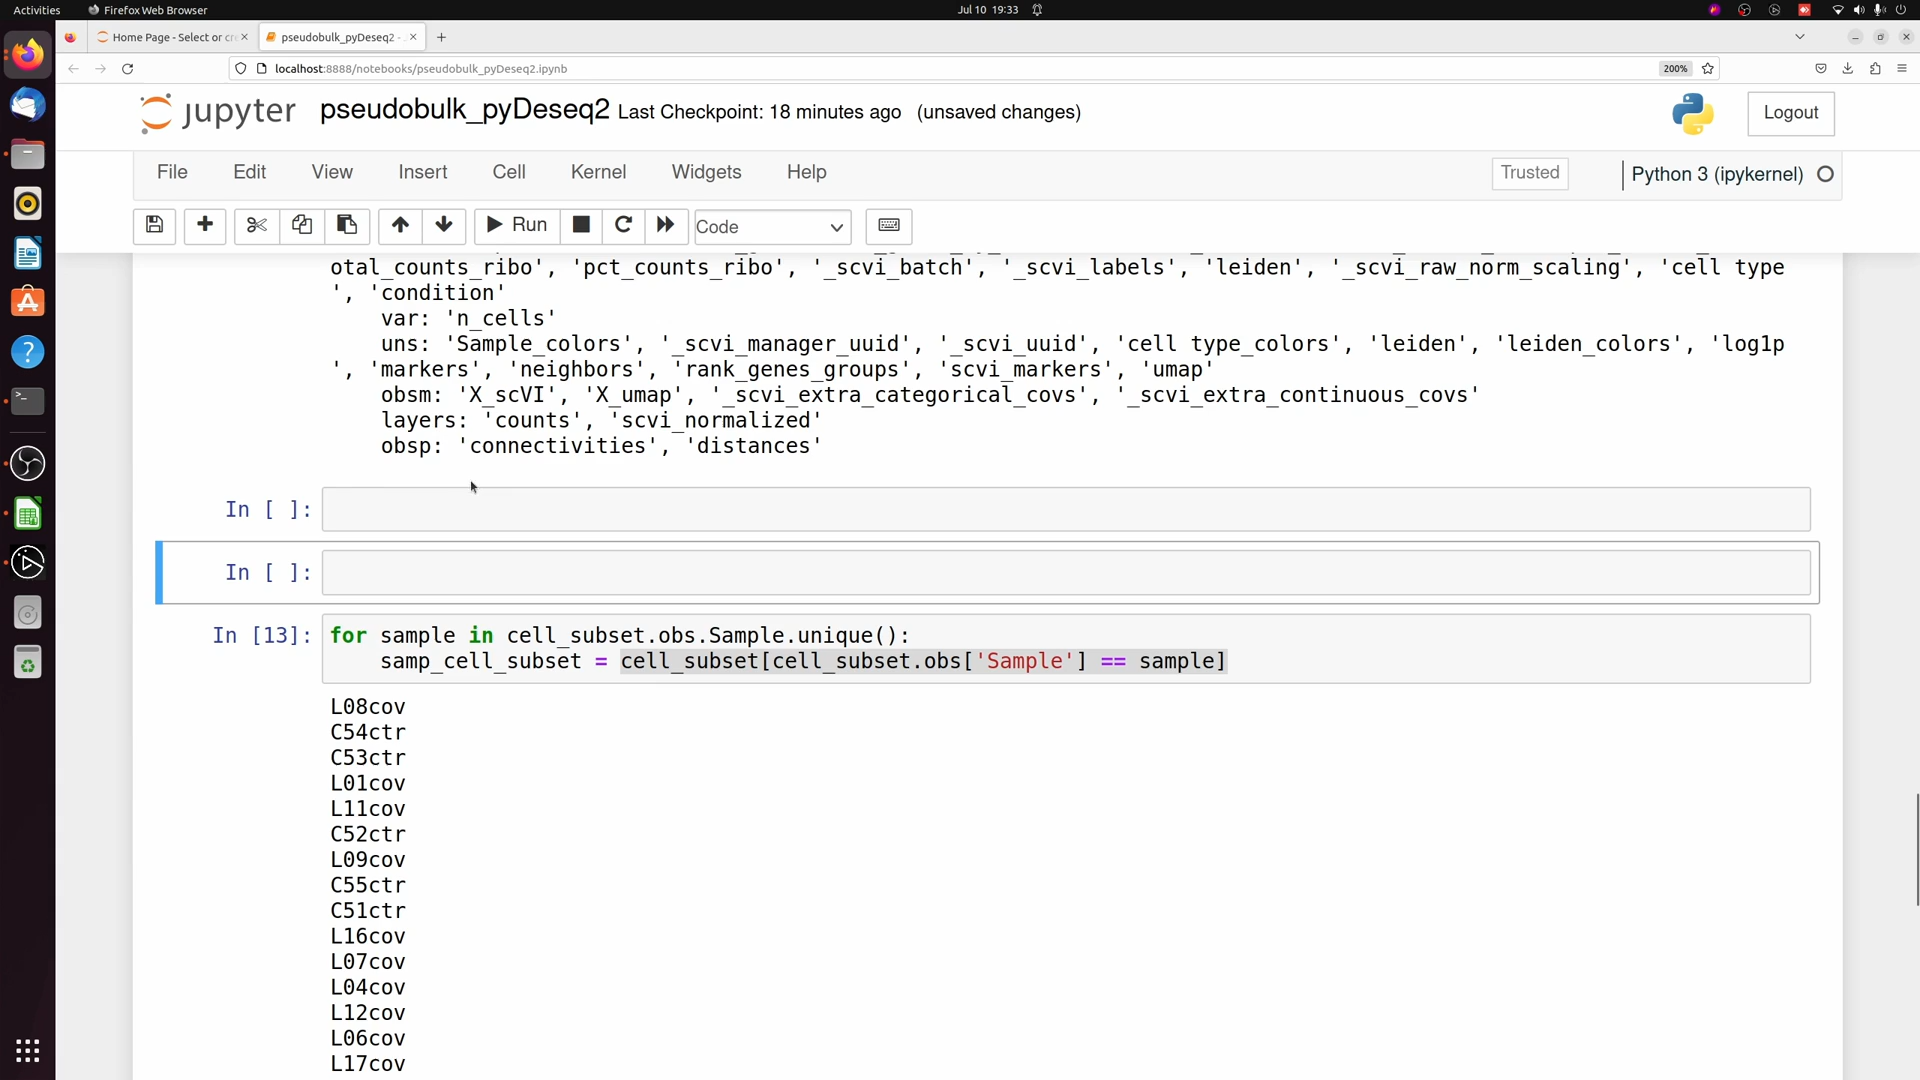 Activities
Firefox Web Browser
Jul 10 19:33
Home Page - Select or cr
pseudobulk_pyDeseq2 -
localhost:8888/notebooks/pseudobulk_pyDeseq2.ipynb
200%
jupyter pseudobulk_pyDeseq2 Last Checkpoint: 18 minutes ago (unsaved changes)
Logout
File Edit View Insert Cell Kernel Widgets Help
Trusted
Python 3 (ipykernel)
Run
Code
otal_counts_ribo', 'pct_counts_ribo', '_scvi_batch', '_scvi_labels', 'leiden', '_scvi_raw_norm_scaling', 'cell type
', 'condition'
var: 'n_cells'
uns: 'Sample_colors', '_scvi_manager_uuid', '_scvi_uuid', 'cell type_colors', 'leiden', 'leiden_colors', 'log1p
', 'markers', 'neighbors', 'rank_genes_groups', 'scvi_markers', 'umap'
obsm: 'X_scVI', 'X_umap', '_scvi_extra_categorical_covs', '_scvi_extra_continuous_covs'
layers: 'counts', 'scvi_normalized'
obsp: 'connectivities', 'distances'
In [ ]:
In [ ]:
In [13]: for sample in cell_subset.obs.Sample.unique():
samp_cell_subset = cell_subset[cell_subset.obs['Sample'] == sample]
L08cov
C54ctr
C53ctr
L01cov
L11cov
C52ctr
L09cov
C55ctr
C51ctr
L16cov
L07cov
L04cov
L12cov
L06cov
L17cov